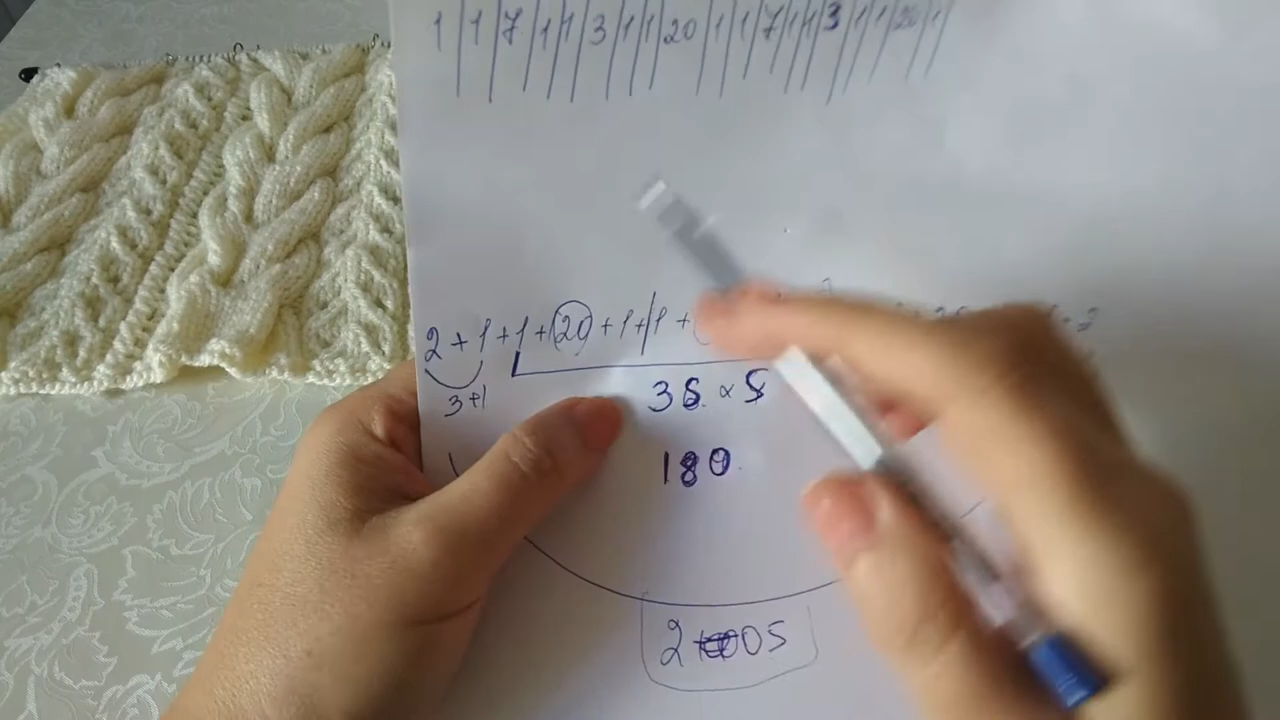 1 | 1 | 7 | 1 | 1 | 3 | 1 | 1 | 20 | 1 | 1 | 7 | 1 | 1 | 3 | 1 | 1 | 20 | 1
2 + 1 + 1 + 20 + 1 + 1 +
3+1
36 x 5
180
2 05